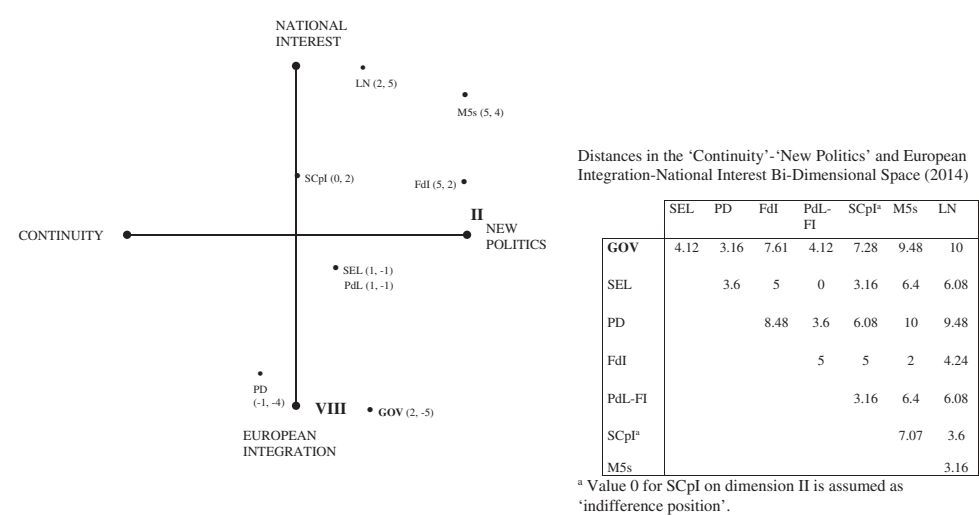 NATIONAL
INTEREST
LN (2, 5)
M5s (5, 4)
SCpI (0, 2)
FdI (5, 2)
II
CONTINUITY
NEW
POLITICS
SEL (1, -1)
PdL (1, -1)
PD
(-1, -4)
VIII
GOV (2, -5)
EUROPEAN
INTEGRATION
Distances in the ‘Continuity’-‘New Politics’ and European
Integration-National Interest Bi-Dimensional Space (2014)
SEL PD FdI PdL- SCpIᵃ M5s LN
FI
GOV 4.12 3.16 7.61 4.12 7.28 9.48 10
SEL 3.6 5 0 3.16 6.4 6.08
PD 8.48 3.6 6.08 10 9.48
FdI 5 5 2 4.24
PdL-FI 3.16 6.4 6.08
SCpIᵃ 7.07 3.6
M5s 3.16
ᵃ Value 0 for SCpI on dimension II is assumed as
‘indifference position’.